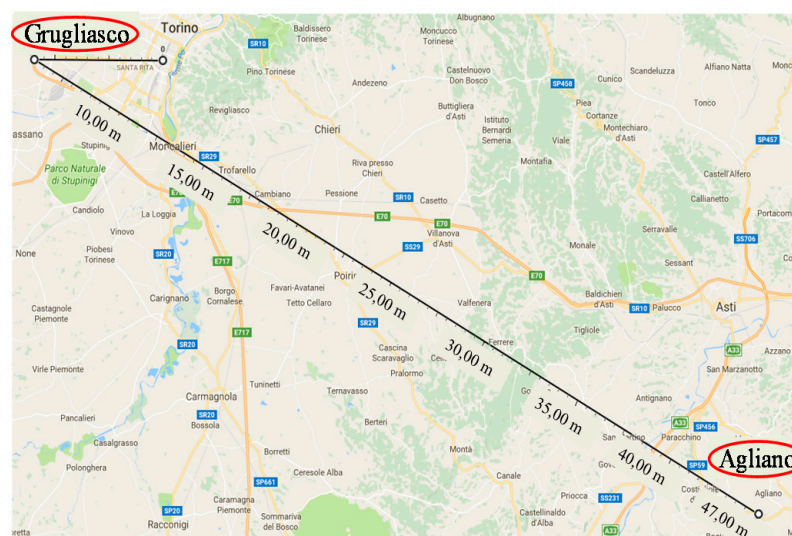 Grugliasco
Torino
Baldissero
Torinese
Albugnano
Moncucco
Torinese
SR10
SANTA RITA
0
Pino Torinese
Andezeno
Castelnuovo
Don Bosco
SP458
Cunico
Scandeluzza
Alfiano Natta
Piea
Tonco
Revigliasco
Buttigliera
d'Asti
Cortanze
Istituto
Bernardi
Semeria
Montechiaro
d'Asti
SP457
Chieri
Viale
10,00 m
Moncalieri
SR29
Trofarello
Riva presso
Chieri
Montafia
Castell'Alfero
Parco Naturale
di Stupinigi
15,00 m
Cambiano
Pessione
SR10
Casetto
Callianetto
E70
Candiolo
La Loggia
E70
E70
Villanova
d'Asti
SS29
Serravalle
SS706
Vinovo
20,00 m
Monale
None
Piobesi
Torinese
SR20
E717
Sessant
E70
Favari-Avatanei
Tetto Cellaro
25,00 m
Carignano
Borgo
Cornalese
Valfenera
Baldichieri
d'Asti
SR10
Palucco
Asti
Castagnole
Piemonte
SR29
E717
Tigliole
SR20
Cascina
Scaravaglio
Pralormo
30,00 m
Ferrere
A33
Azzano
San Marzanotto
Virle Piemonte
Tuninetti
Ternavasso
Carmagnola
SR20
Bossola
35,00 m
Antignano
Pancalieri
Berteri
A33
SP456
Casalgrasso
Paracchino
Polonghera
Borretti
Montà
SP59
Agliano
Ceresole Alba
Canale
40,00 m
SP661
Agliano
Priocca
SS231
SP20
Caramagna
Piemonte
Racconigi
Sommariva
del Bosco
Castellinaldo
d'Alba
A33
47,00 m